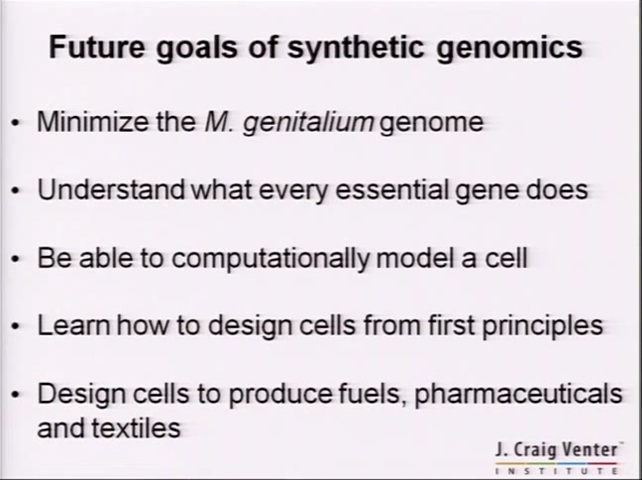 Future goals of synthetic genomics
• Minimize the M. genitalium genome
• Understand what every essential gene does
• Be able to computationally model a cell
• Learn how to design cells from first principles
• Design cells to produce fuels, pharmaceuticals
and textiles
J. Craig Venter™
INSTITUTE